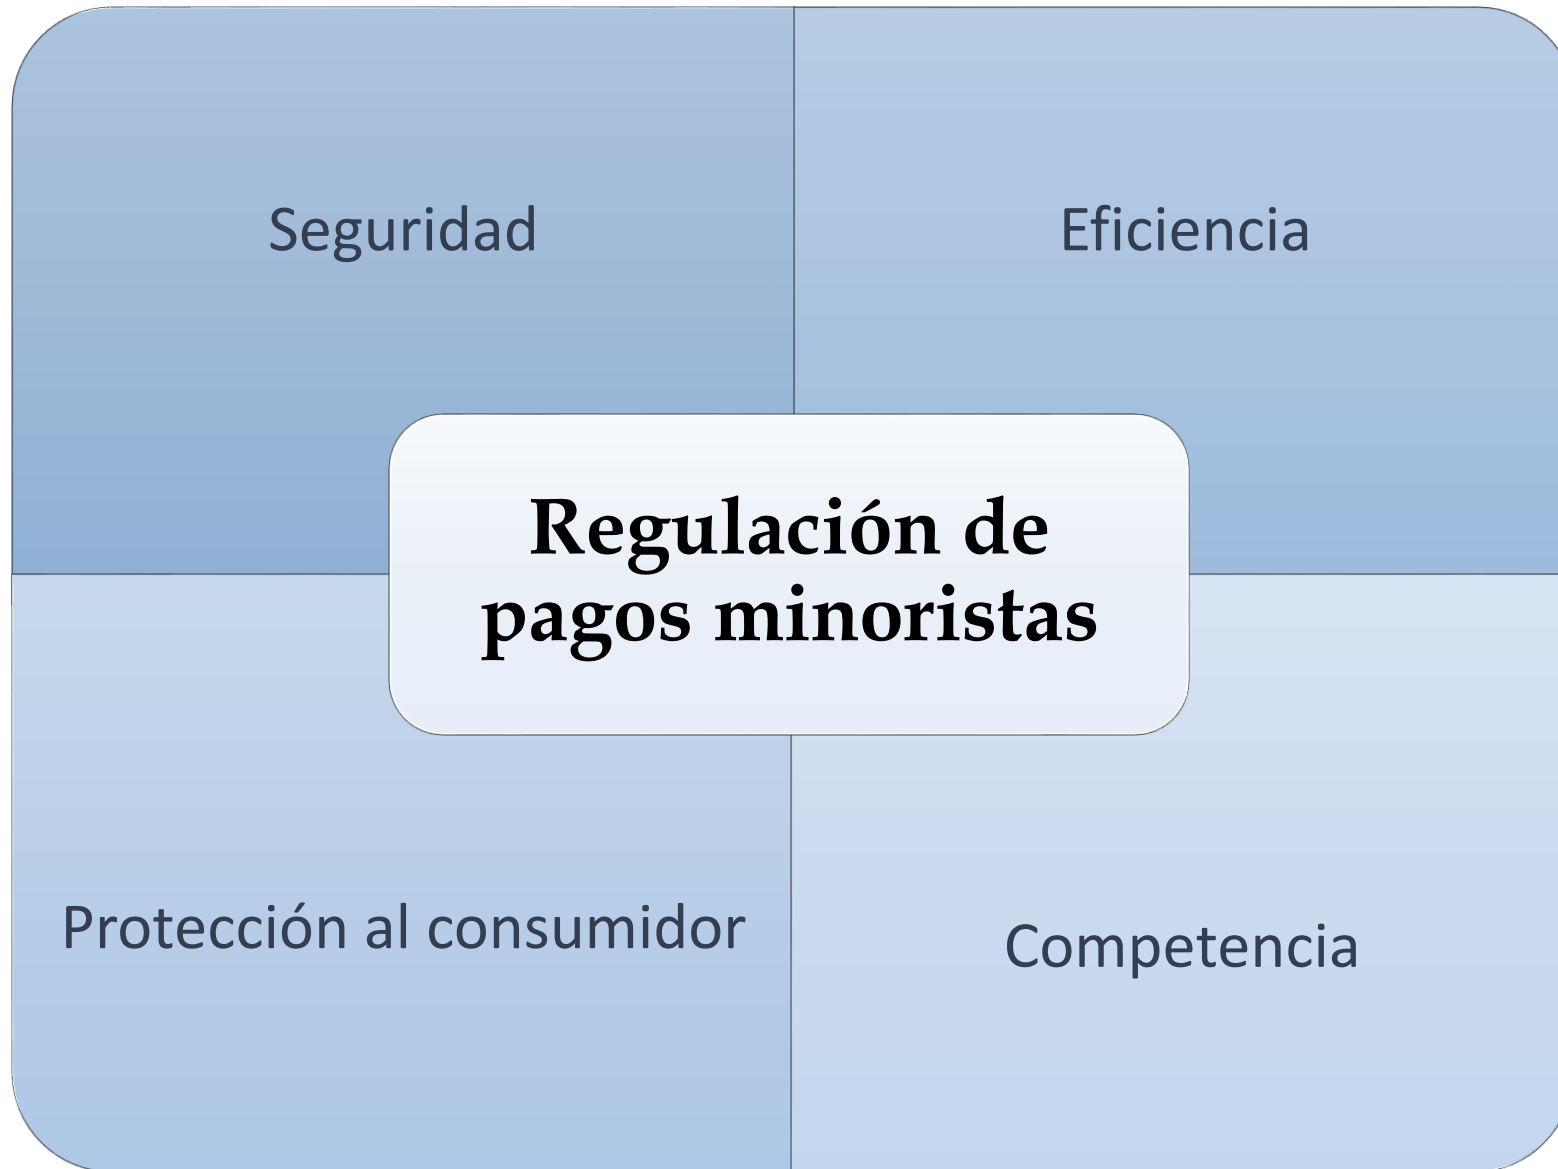 Seguridad
Eficiencia
Regulación de
pagos minoristas
Protección al consumidor
Competencia